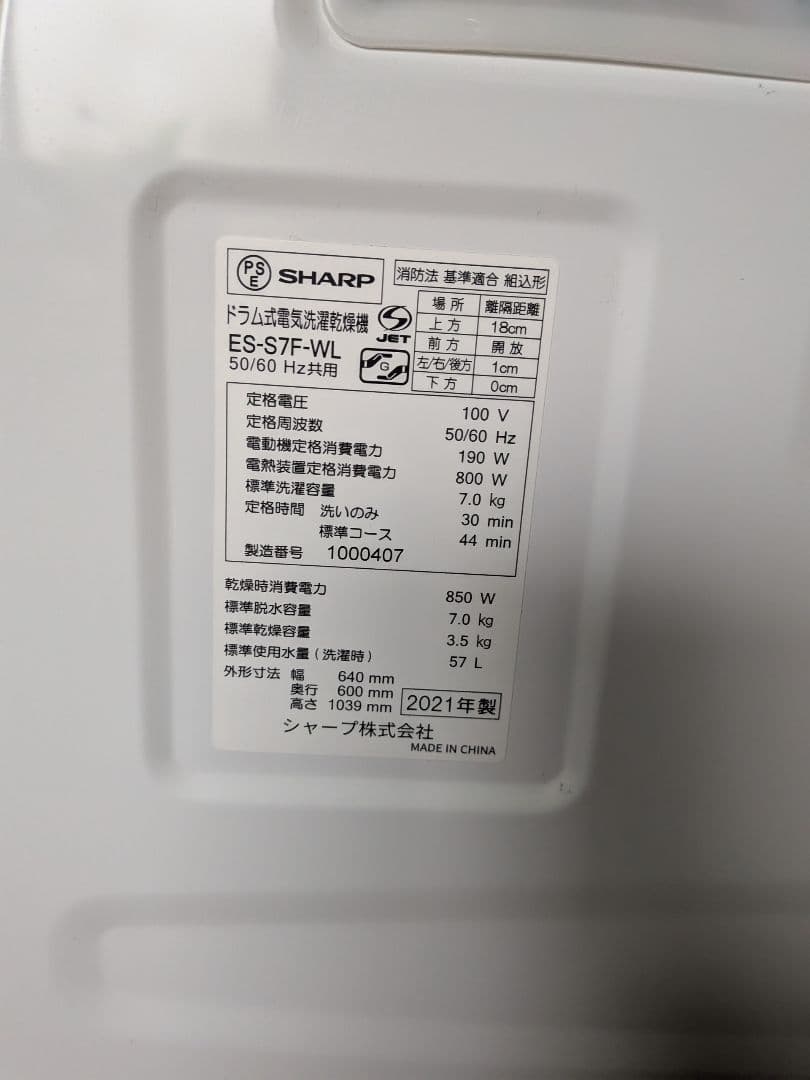 PS E SHARP
消防法 基準適合 組込形
ドラム式電気洗濯乾燥機
ES-S7F-WL
50/60 Hz共用
JET
G
場所 離隔距離
上方 18cm
前方 開放
左/右/後方 1cm
下方 0cm
定格電圧 100 V
定格周波数 50/60 Hz
電動機定格消費電力 190 W
電熱装置定格消費電力 800 W
標準洗濯容量 7.0 kg
定格時間 洗いのみ 30 min
標準コース 44 min
製造番号 1000407
乾燥時消費電力 850 W
標準脱水容量 7.0 kg
標準乾燥容量 3.5 kg
標準使用水量(洗濯時) 57 L
外形寸法 幅 640 mm
奥行 600 mm
高さ 1039 mm
2021年製
シャープ株式会社
MADE IN CHINA